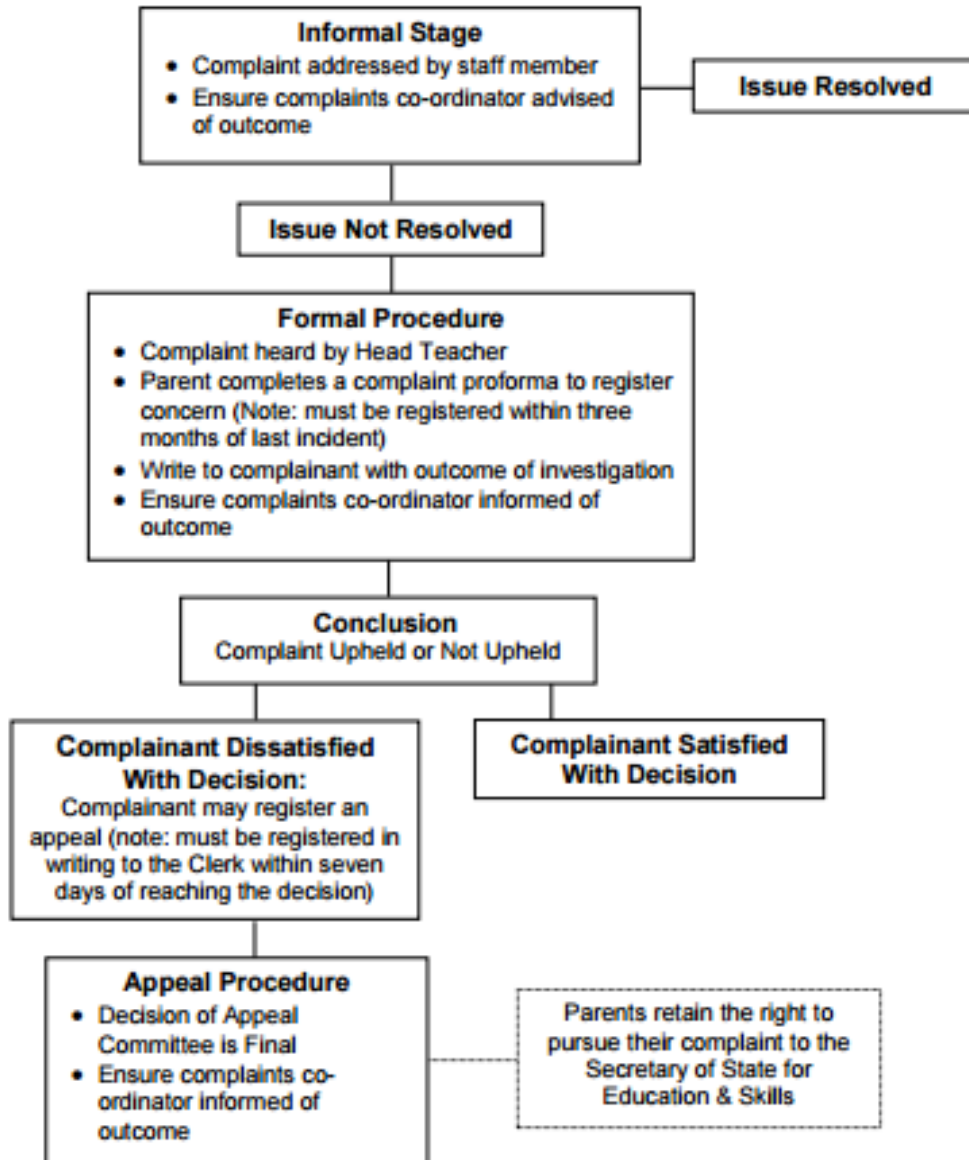 Informal Stage
• Complaint addressed by staff member
• Ensure complaints co-ordinator advised
of outcome
Issue Resolved
Issue Not Resolved
Formal Procedure
• Complaint heard by Head Teacher
• Parent completes a complaint proforma to register
concern (Note: must be registered within three
months of last incident)
• Write to complainant with outcome of investigation
• Ensure complaints co-ordinator informed of
outcome
Conclusion
Complaint Upheld or Not Upheld
Complainant Dissatisfied
With Decision:
Complainant may register an
appeal (note: must be registered in
writing to the Clerk within seven
days of reaching the decision)
Complainant Satisfied
With Decision
Appeal Procedure
• Decision of Appeal
Committee is Final
• Ensure complaints co-
ordinator informed of
outcome
Parents retain the right to
pursue their complaint to the
Secretary of State for
Education & Skills